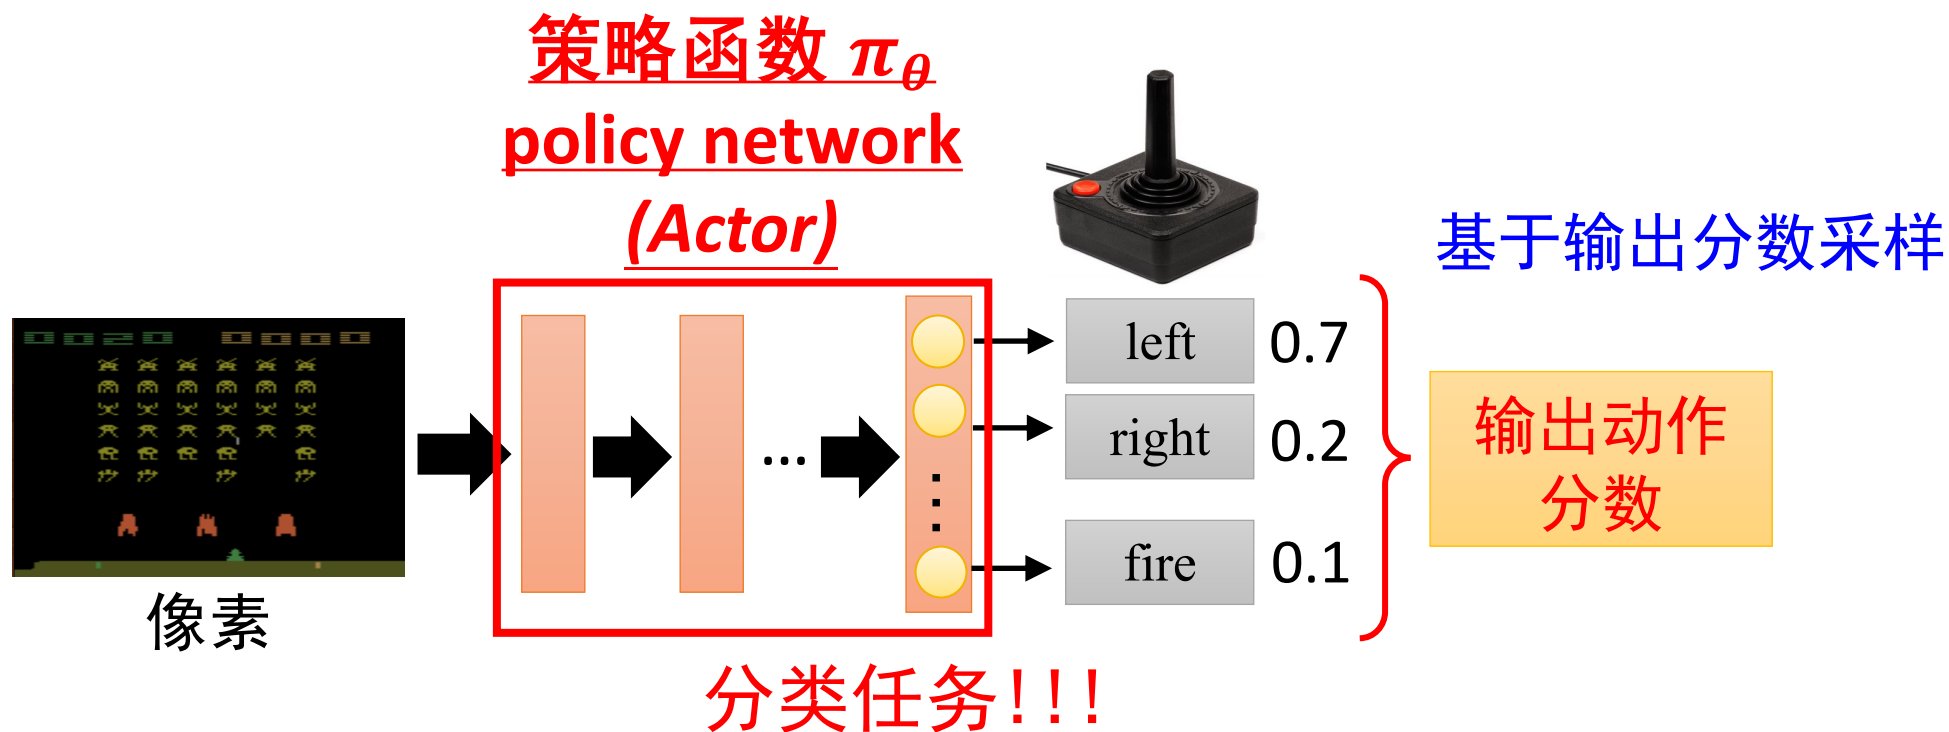 策略函数 πθ
policy network
(Actor)
基于输出分数采样
left 0.7
right 0.2
...
fire 0.1
输出动作
分数
像素
分类任务!!!